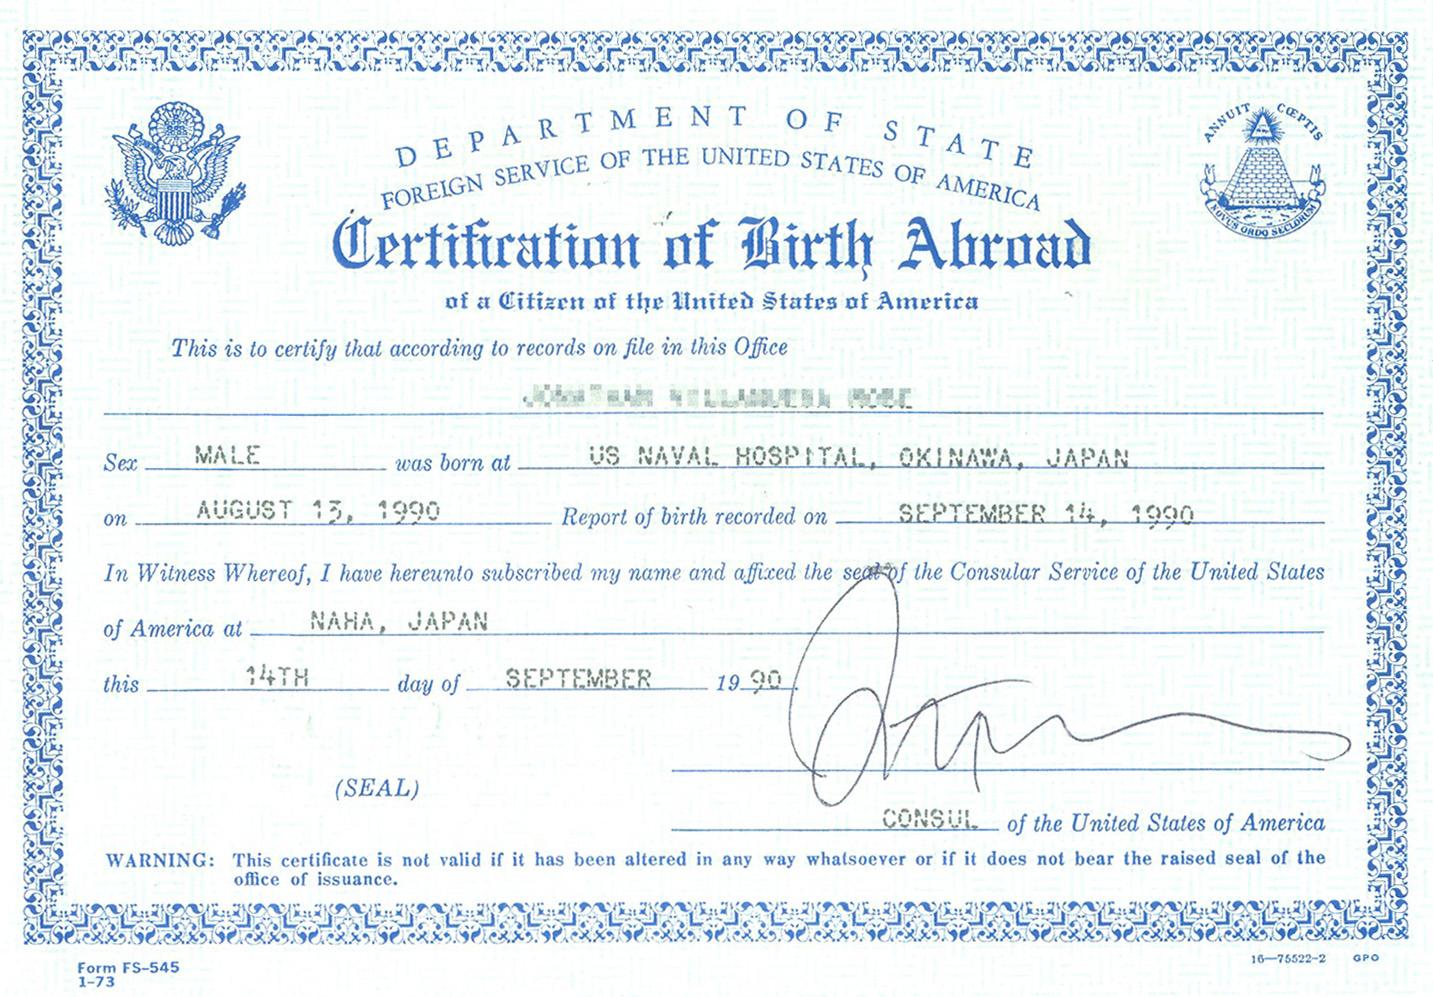 DEPARTMENT OF STATE
FOREIGN SERVICE OF THE UNITED STATES OF AMERICA
ANNUIT CŒPTIS
NOVUS ORDO SECLORUM
Certification of Birth Abroad
of a Citizen of the United States of America
This is to certify that according to records on file in this Office
Sex MALE was born at US NAVAL HOSPITAL, OKINAWA, JAPAN
on AUGUST 13, 1990 Report of birth recorded on SEPTEMBER 14, 1990
In Witness Whereof, I have hereunto subscribed my name and affixed the seal of the Consular Service of the United States
of America at NAHA, JAPAN
this 14TH day of SEPTEMBER 19 90.
(SEAL)
CONSUL of the United States of America
WARNING: This certificate is not valid if it has been altered in any way whatsoever or if it does not bear the raised seal of the
office of issuance.
Form FS-545
1-73
16—75522-2 GPO